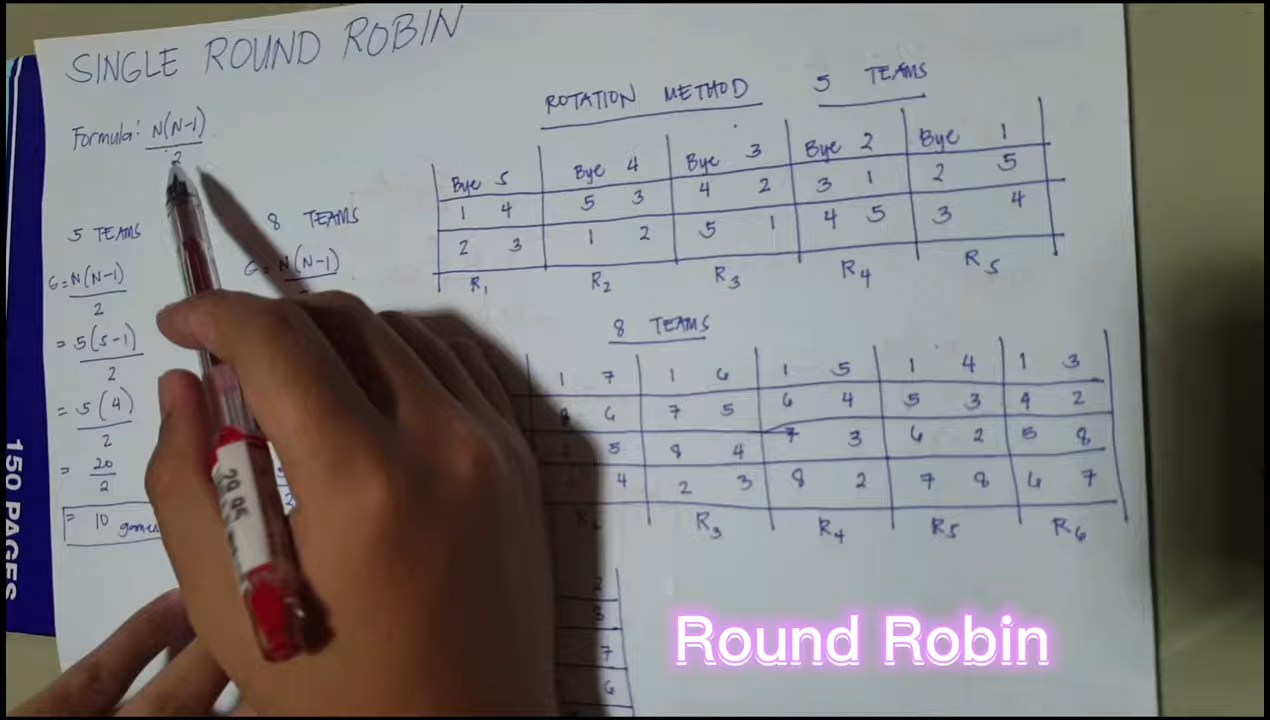 SINGLE ROUND ROBIN
Formula: N(N-1)
2
5 TEAMS
G = N(N-1)
2
= 5(5-1)
2
= 5(4)
2
= 20
2
= 10 games
8 TEAMS
G = N(N-1)
ROTATION METHOD 5 TEAMS
Bye 5 Bye 4 Bye 3 Bye 2 Bye 1
1 4 5 3 4 2 3 1 2 5
2 3 1 2 5 1 4 5 3 4
R1 R2 R3 R4 R5
8 TEAMS
1 7 1 6 1 5 1 4 1 3
6 7 5 6 4 5 3 4 2
5 8 4 7 3 6 2 5 8
4 2 3 8 2 7 8 6 7
R3 R4 R5 R6
2
3
7
6
150 PAGES
Round Robin